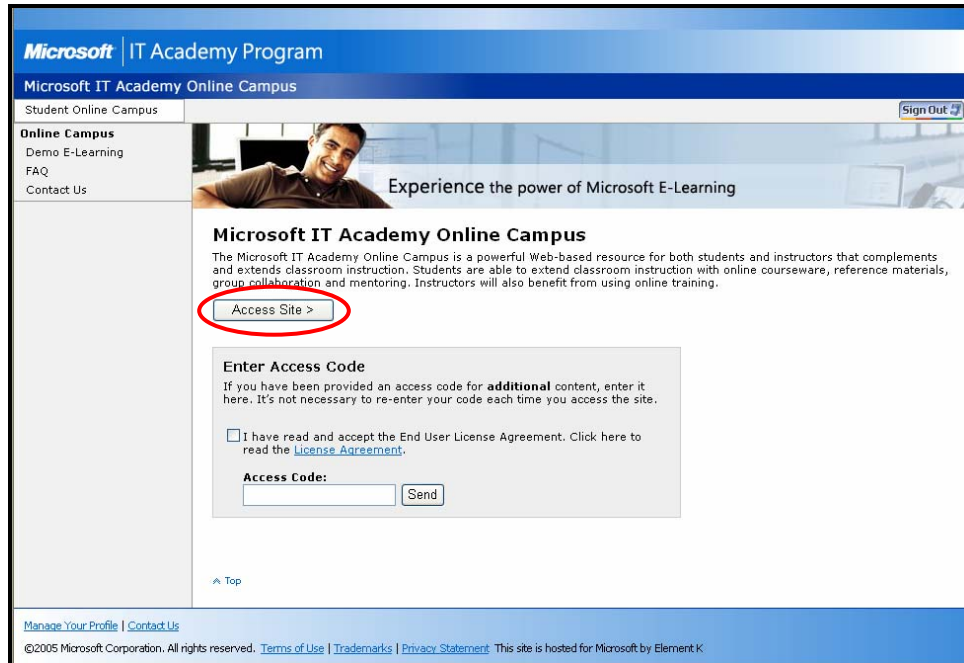 Microsoft | IT Academy Program
Microsoft IT Academy Online Campus
Student Online Campus
Sign Out
Online Campus
Demo E-Learning
FAQ
Contact Us
Experience the power of Microsoft E-Learning
Microsoft IT Academy Online Campus
The Microsoft IT Academy Online Campus is a powerful Web-based resource for both students and instructors that complements
and extends classroom instruction. Students are able to extend classroom instruction with online courseware, reference materials,
group collaboration and mentoring. Instructors will also benefit from using online training.
Access Site >
Enter Access Code
If you have been provided an access code for additional content, enter it
here. It's not necessary to re-enter your code each time you access the site.
I have read and accept the End User License Agreement. Click here to
read the License Agreement.
Access Code:
Send
Top
Manage Your Profile | Contact Us
©2005 Microsoft Corporation. All rights reserved. Terms of Use | Trademarks | Privacy Statement This site is hosted for Microsoft by Element K